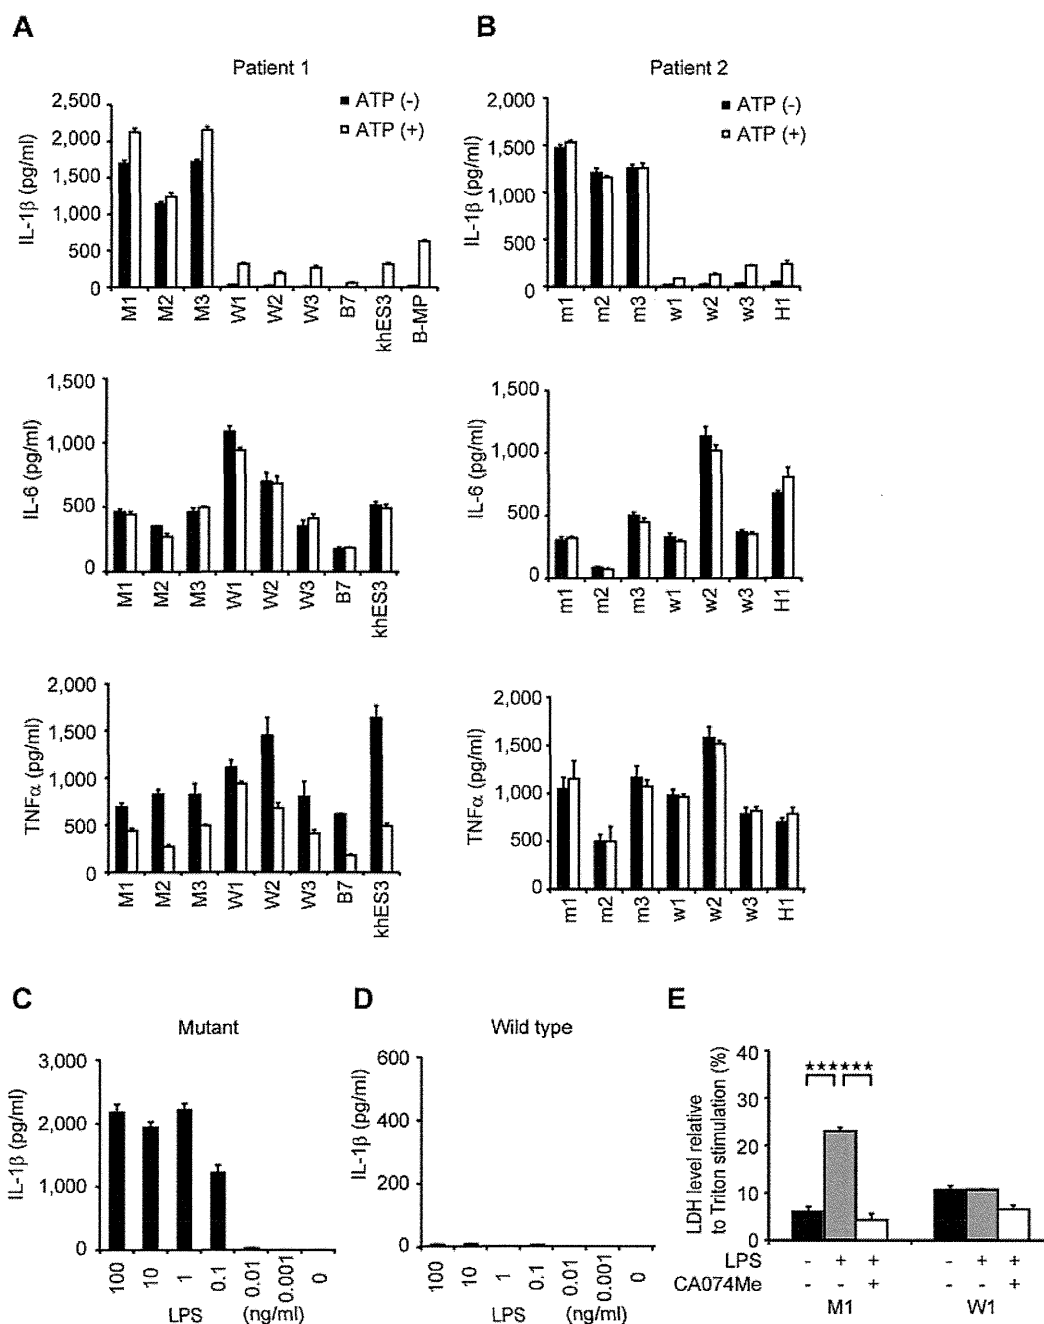 A
Patient 1
2,500
2,000
1,500
1,000
500
0
IL-1β (pg/ml)
ATP (-)
ATP (+)
M1 M2 M3 W1 W2 W3 B7 khES3 B-MP
1,500
1,000
500
0
IL-6 (pg/ml)
M1 M2 M3 W1 W2 W3 B7 khES3
2,000
1,500
1,000
500
0
TNFα (pg/ml)
M1 M2 M3 W1 W2 W3 B7 khES3
B
Patient 2
2,000
1,500
1,000
500
0
IL-1β (pg/ml)
ATP (-)
ATP (+)
m1 m2 m3 w1 w2 w3 H1
1,500
1,000
500
0
IL-6 (pg/ml)
m1 m2 m3 w1 w2 w3 H1
2,000
1,500
1,000
500
0
TNFα (pg/ml)
m1 m2 m3 w1 w2 w3 H1
C
Mutant
3,000
2,000
1,000
0
IL-1β (pg/ml)
100 10 1 0.1 0.01 0.001 0
LPS (ng/ml)
D
Wild type
600
400
200
0
IL-1β (pg/ml)
100 10 1 0.1 0.01 0.001 0
LPS (ng/ml)
E
40
30
20
10
0
LDH level relative
to Triton stimulation (%)
★★★★★★
- + + - + + LPS
- - + - - + CA074Me
M1 W1